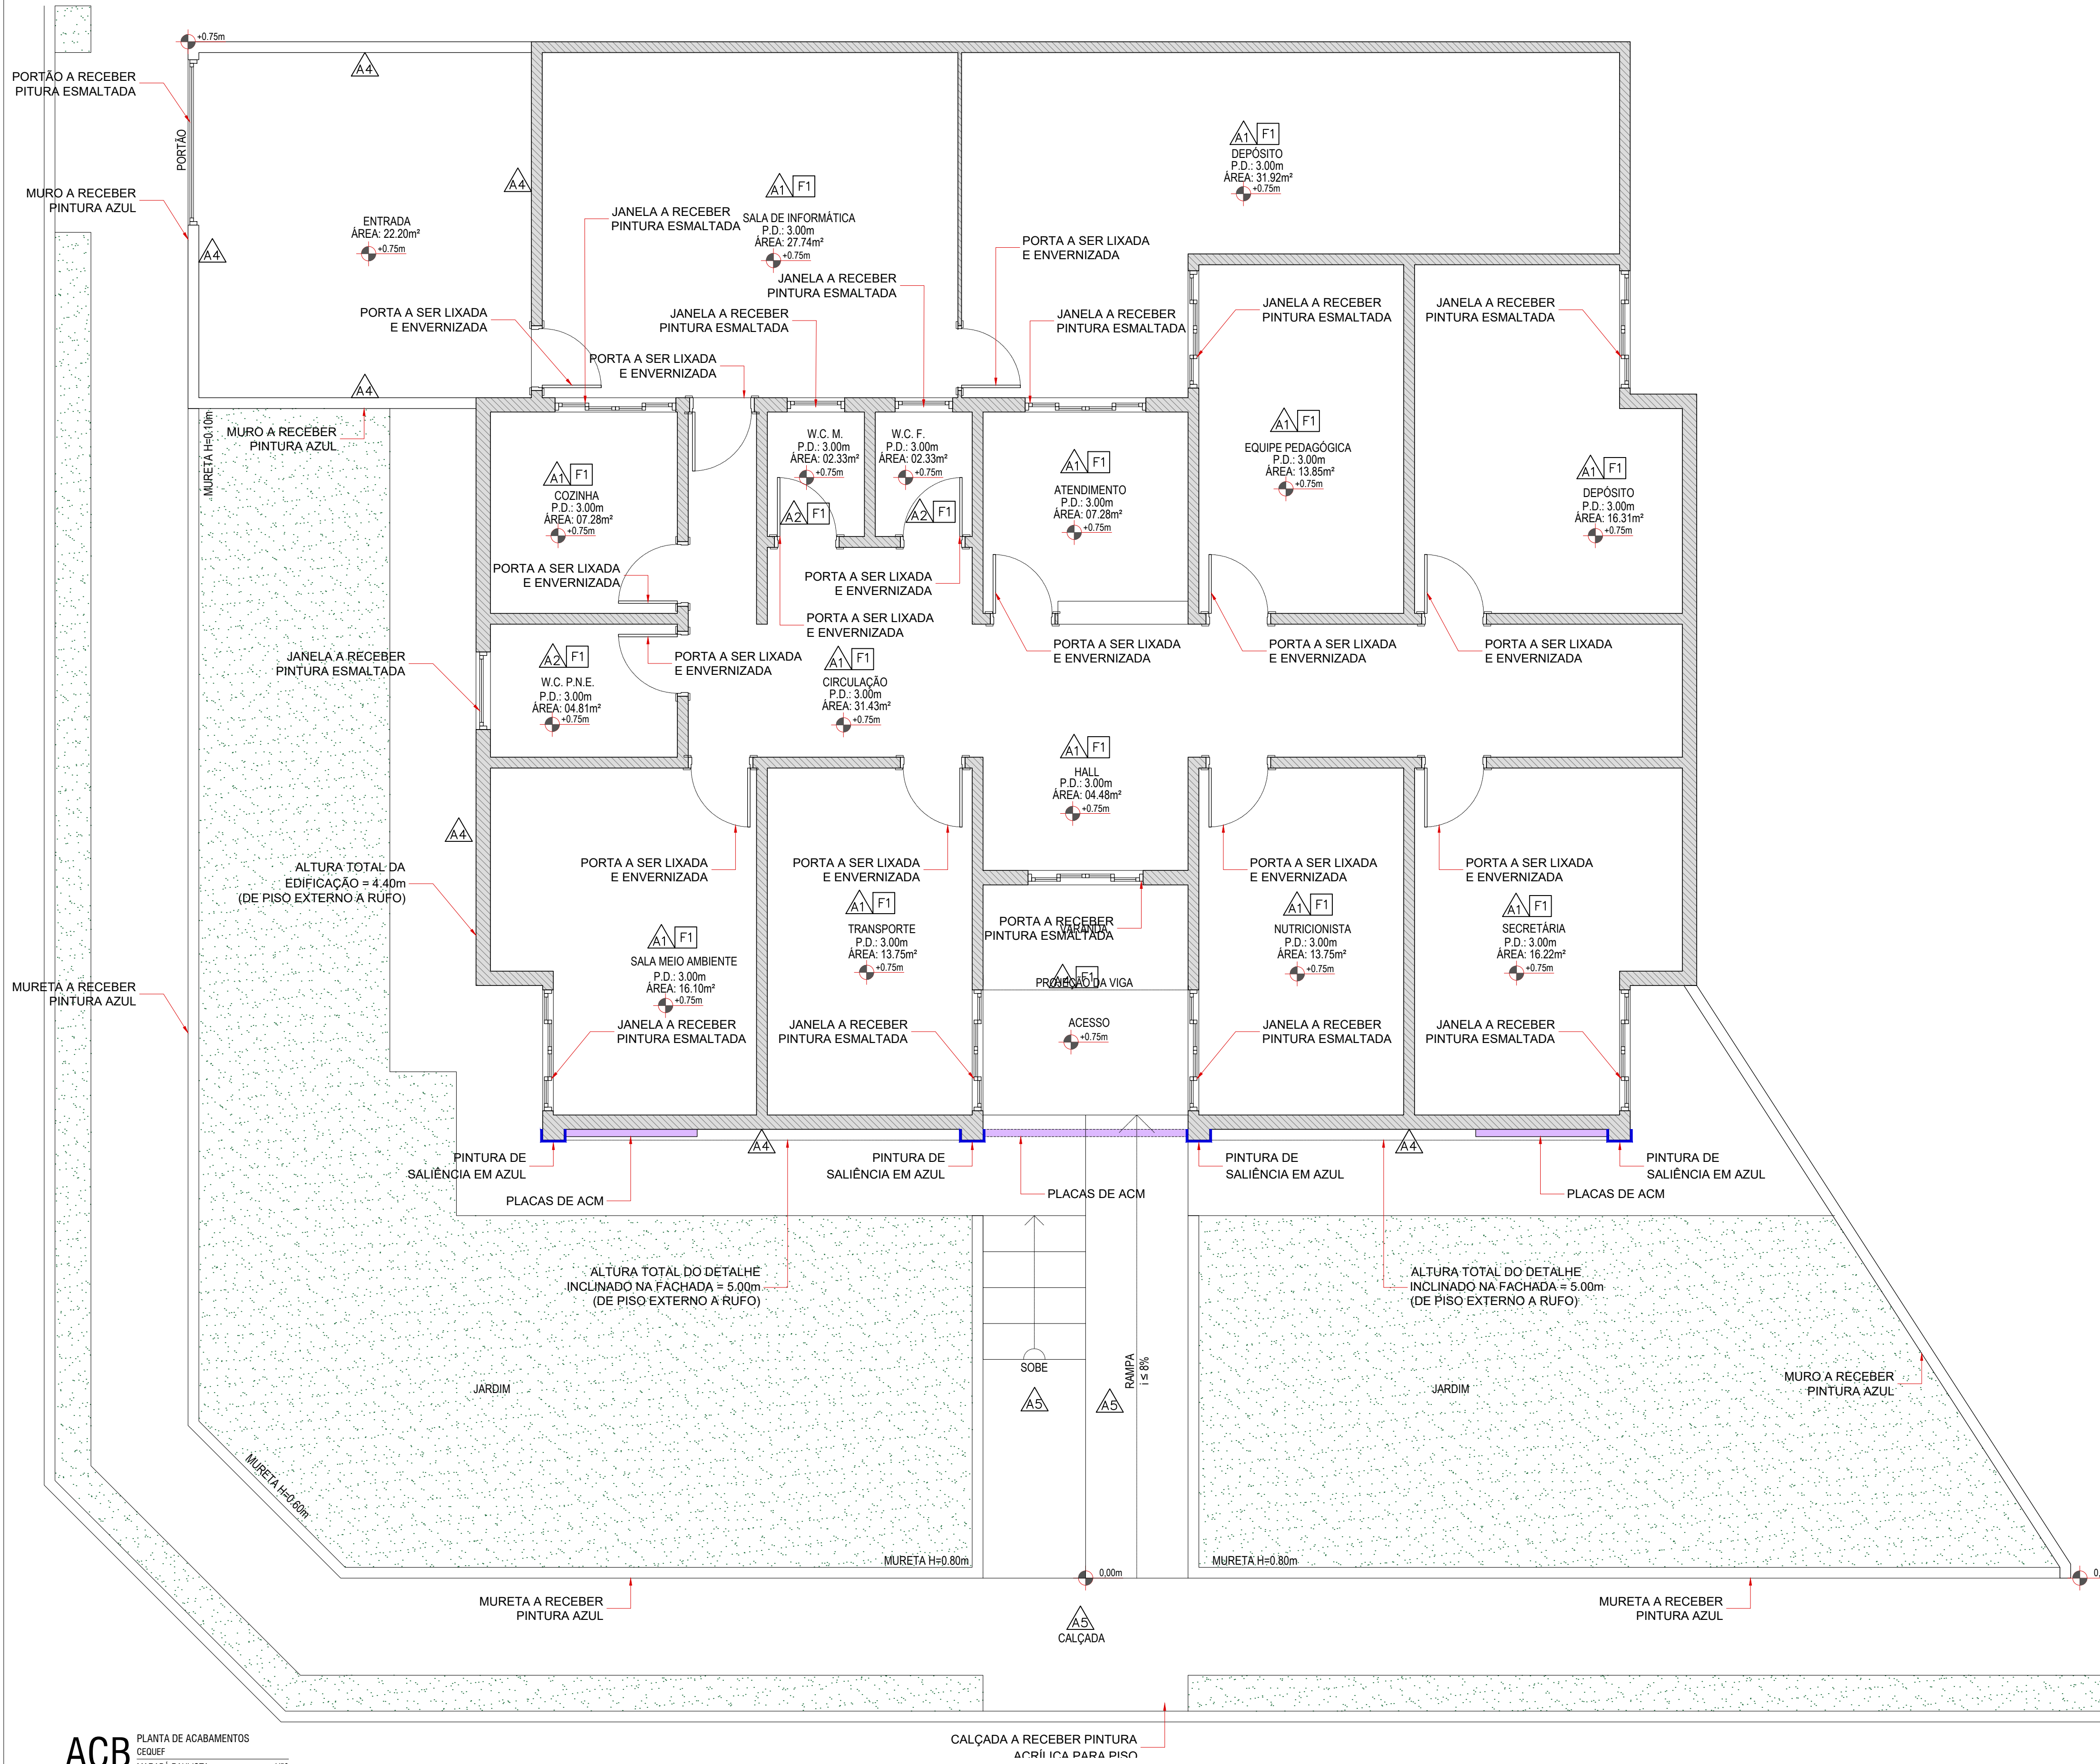 +0.75m
A4
PORTÃO A RECEBER
PITURA ESMALTADA
PORTÃO
A1 F1
DEPÓSITO
P.D.: 3.00m
ÁREA: 31.92m²
+0.75m
A4
A1 F1
SALA DE INFORMÁTICA
P.D.: 3.00m
ÁREA: 27.74m²
+0.75m
MURO A RECEBER
PINTURA AZUL
A4
ENTRADA
ÁREA: 22.20m²
+0.75m
JANELA A RECEBER
PINTURA ESMALTADA
PORTA A SER LIXADA
E ENVERNIZADA
JANELA A RECEBER
PINTURA ESMALTADA
PORTA A SER LIXADA
E ENVERNIZADA
JANELA A RECEBER
PINTURA ESMALTADA
JANELA A RECEBER
PINTURA ESMALTADA
JANELA A RECEBER
PINTURA ESMALTADA
JANELA A RECEBER
PINTURA ESMALTADA
PORTA A SER LIXADA
E ENVERNIZADA
A4
MURO A RECEBER
PINTURA AZUL
MURETA H=0.10m
A1 F1
COZINHA
P.D.: 3.00m
ÁREA: 07.28m²
+0.75m
W.C. M.
P.D.: 3.00m
ÁREA: 02.33m²
+0.75m
A2 F1
W.C. F.
P.D.: 3.00m
ÁREA: 02.33m²
+0.75m
A2 F1
A1 F1
ATENDIMENTO
P.D.: 3.00m
ÁREA: 07.28m²
+0.75m
A1 F1
EQUIPE PEDAGÓGICA
P.D.: 3.00m
ÁREA: 13.85m²
+0.75m
A1 F1
DEPÓSITO
P.D.: 3.00m
ÁREA: 16.31m²
+0.75m
PORTA A SER LIXADA
E ENVERNIZADA
PORTA A SER LIXADA
E ENVERNIZADA
PORTA A SER LIXADA
E ENVERNIZADA
JANELA A RECEBER
PINTURA ESMALTADA
A2 F1
W.C. P.N.E.
P.D.: 3.00m
ÁREA: 04.81m²
+0.75m
PORTA A SER LIXADA
E ENVERNIZADA
A1 F1
CIRCULAÇÃO
P.D.: 3.00m
ÁREA: 31.43m²
+0.75m
PORTA A SER LIXADA
E ENVERNIZADA
PORTA A SER LIXADA
E ENVERNIZADA
PORTA A SER LIXADA
E ENVERNIZADA
A1 F1
HALL
P.D.: 3.00m
ÁREA: 04.48m²
+0.75m
A4
ALTURA TOTAL DA
EDIFICAÇÃO = 4.40m
(DE PISO EXTERNO A RUFO)
PORTA A SER LIXADA
E ENVERNIZADA
PORTA A SER LIXADA
E ENVERNIZADA
PORTA A SER LIXADA
E ENVERNIZADA
PORTA A SER LIXADA
E ENVERNIZADA
A1 F1
SALA MEIO AMBIENTE
P.D.: 3.00m
ÁREA: 16.10m²
+0.75m
A1 F1
TRANSPORTE
P.D.: 3.00m
ÁREA: 13.75m²
+0.75m
PORTA A RECEBER
PINTURA ESMALTADA
VARANDA
F1
PROJEÇÃO DA VIGA
ACESSO
+0.75m
A1 F1
NUTRICIONISTA
P.D.: 3.00m
ÁREA: 13.75m²
+0.75m
A1 F1
SECRETÁRIA
P.D.: 3.00m
ÁREA: 16.22m²
+0.75m
MURETA A RECEBER
PINTURA AZUL
JANELA A RECEBER
PINTURA ESMALTADA
JANELA A RECEBER
PINTURA ESMALTADA
JANELA A RECEBER
PINTURA ESMALTADA
JANELA A RECEBER
PINTURA ESMALTADA
A4
A4
PINTURA DE
SALIÊNCIA EM AZUL
PINTURA DE
SALIÊNCIA EM AZUL
PINTURA DE
SALIÊNCIA EM AZUL
PINTURA DE
SALIÊNCIA EM AZUL
PLACAS DE ACM
PLACAS DE ACM
PLACAS DE ACM
ALTURA TOTAL DO DETALHE
INCLINADO NA FACHADA = 5.00m
(DE PISO EXTERNO A RUFO)
ALTURA TOTAL DO DETALHE
INCLINADO NA FACHADA = 5.00m
(DE PISO EXTERNO A RUFO)
SOBE
RAMPA
i ≤ 8%
A5
A5
JARDIM
JARDIM
MURO A RECEBER
PINTURA AZUL
MURETA H=0.60m
MURETA H=0.80m
MURETA H=0.80m
0,00m
MURETA A RECEBER
PINTURA AZUL
MURETA A RECEBER
PINTURA AZUL
A5
CALÇADA
CALÇADA A RECEBER PINTURA
ACRÍLICA PARA PISO
ACB
PLANTA DE ACABAMENTOS
CEQUEF